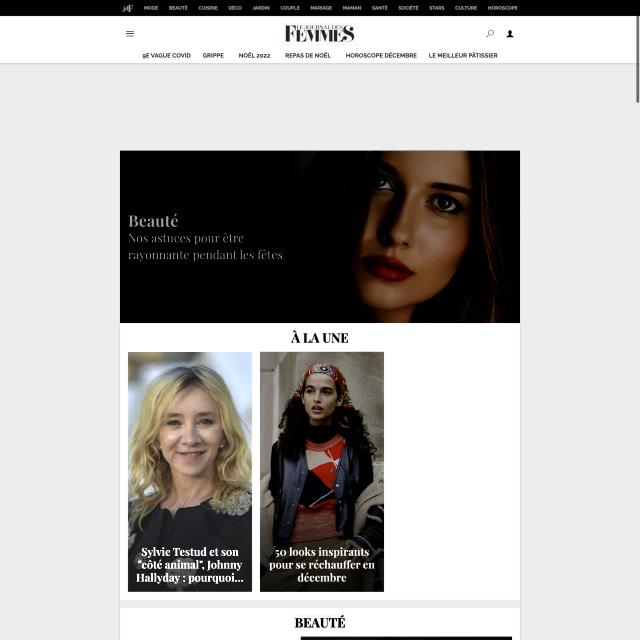 MODE BEAUTÉ CUISINE DÉCO JARDIN COUPLE MARIAGE MAMAN SANTÉ SOCIÉTÉ STARS CULTURE HOROSCOPE
LE JOURNAL DES
FEMMES
9E VAGUE COVID GRIPPE NOËL 2022 REPAS DE NOËL HOROSCOPE DÉCEMBRE LE MEILLEUR PÂTISSIER
Beauté
Nos astuces pour être
rayonnante pendant les fêtes
À LA UNE
Sylvie Testud et son
"côté animal", Johnny
Hallyday : pourquoi...
50 looks inspirants
pour se réchauffer en
décembre
BEAUTÉ